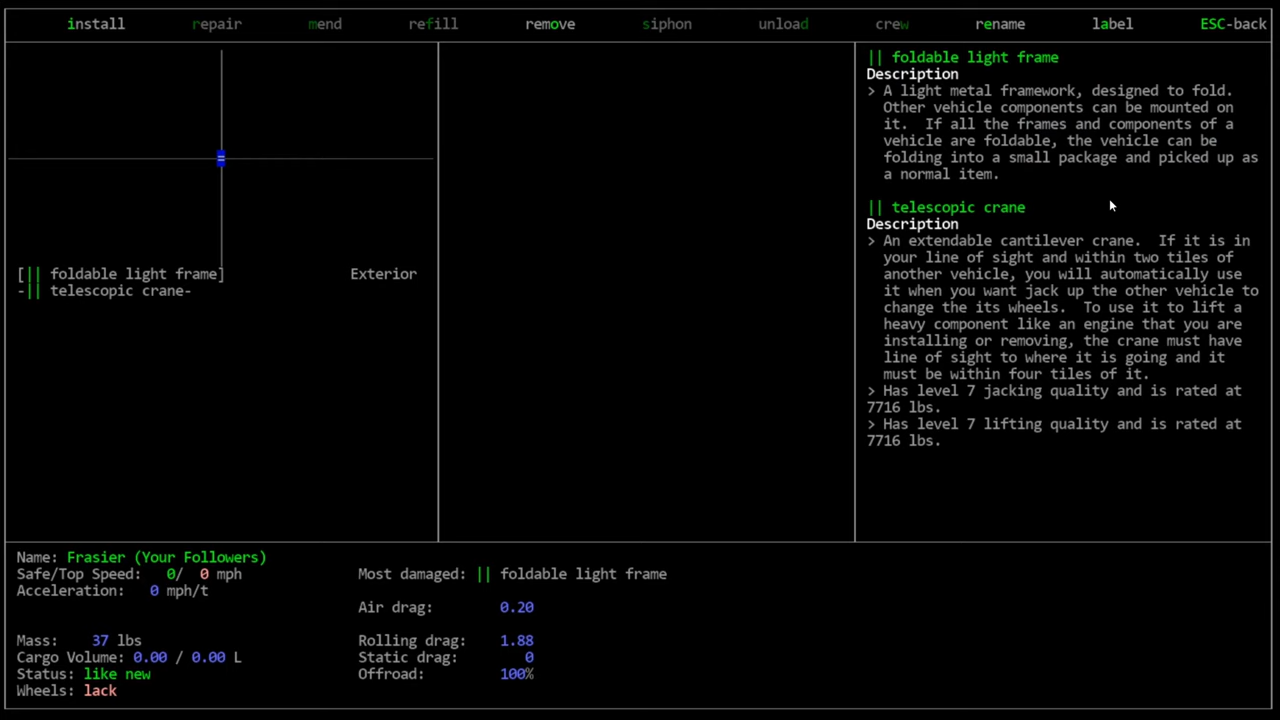 install repair mend refill remove siphon unload crew rename label ESC-back
[|| foldable light frame] Exterior
-|| telescopic crane-
|| foldable light frame
Description
> A light metal framework, designed to fold.
Other vehicle components can be mounted on
it.  If all the frames and components of a
vehicle are foldable, the vehicle can be
folding into a small package and picked up as
a normal item.
|| telescopic crane
Description
> An extendable cantilever crane.  If it is in
your line of sight and within two tiles of
another vehicle, you will automatically use
it when you want jack up the other vehicle to
change the its wheels.  To use it to lift a
heavy component like an engine that you are
installing or removing, the crane must have
line of sight to where it is going and it
must be within four tiles of it.
> Has level 7 jacking quality and is rated at
7716 lbs.
> Has level 7 lifting quality and is rated at
7716 lbs.
Name: Frasier (Your Followers)
Safe/Top Speed: 0/ 0 mph
Acceleration: 0 mph/t
Mass: 37 lbs
Cargo Volume: 0.00 / 0.00 L
Status: like new
Wheels: lack
Most damaged: || foldable light frame
Air drag: 0.20
Rolling drag: 1.88
Static drag: 0
Offroad: 100%